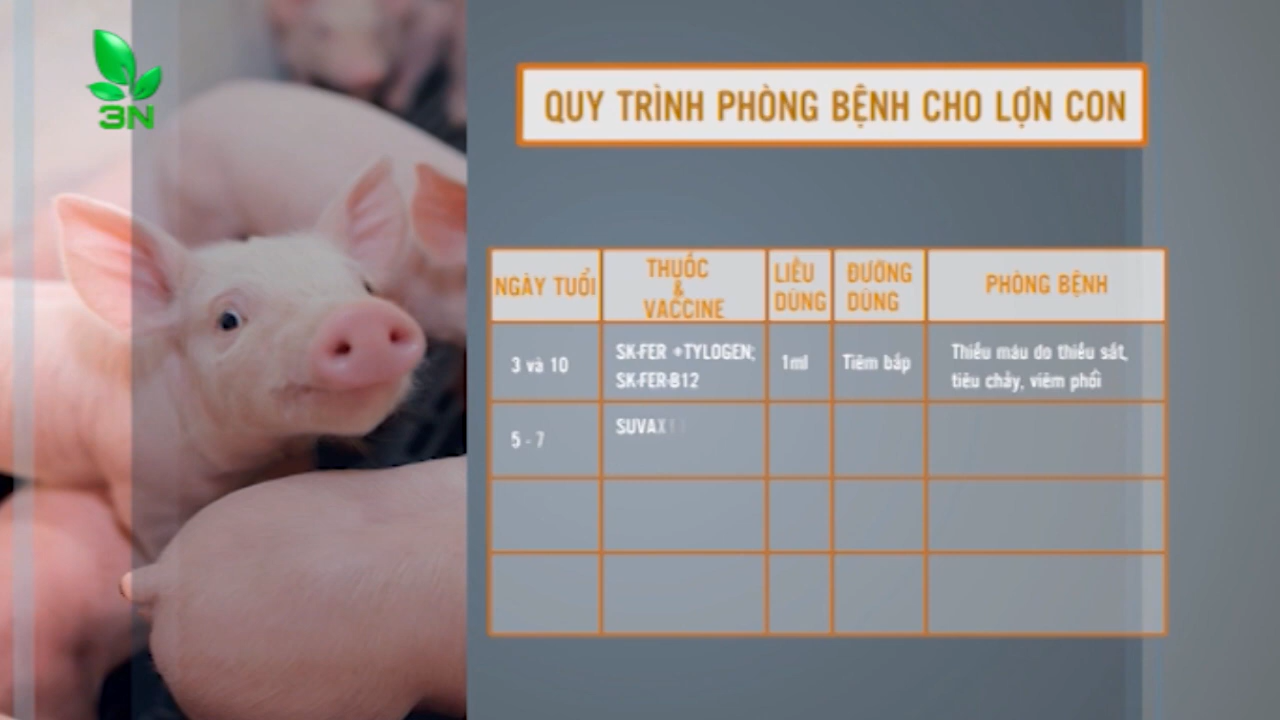 3N
QUY TRÌNH PHÒNG BỆNH CHO LỢN CON
NGÀY TUỔI
THUỐC
&
VACCINE
LIỀU
DÙNG
ĐƯỜNG
DÙNG
PHÒNG BỆNH
3 và 10
SK-FER +TYLOGEN;
SK-FER-B12
1ml
Tiêm bắp
Thiếu máu do thiếu sắt,
tiêu chảy, viêm phổi
5 - 7
SUVAX